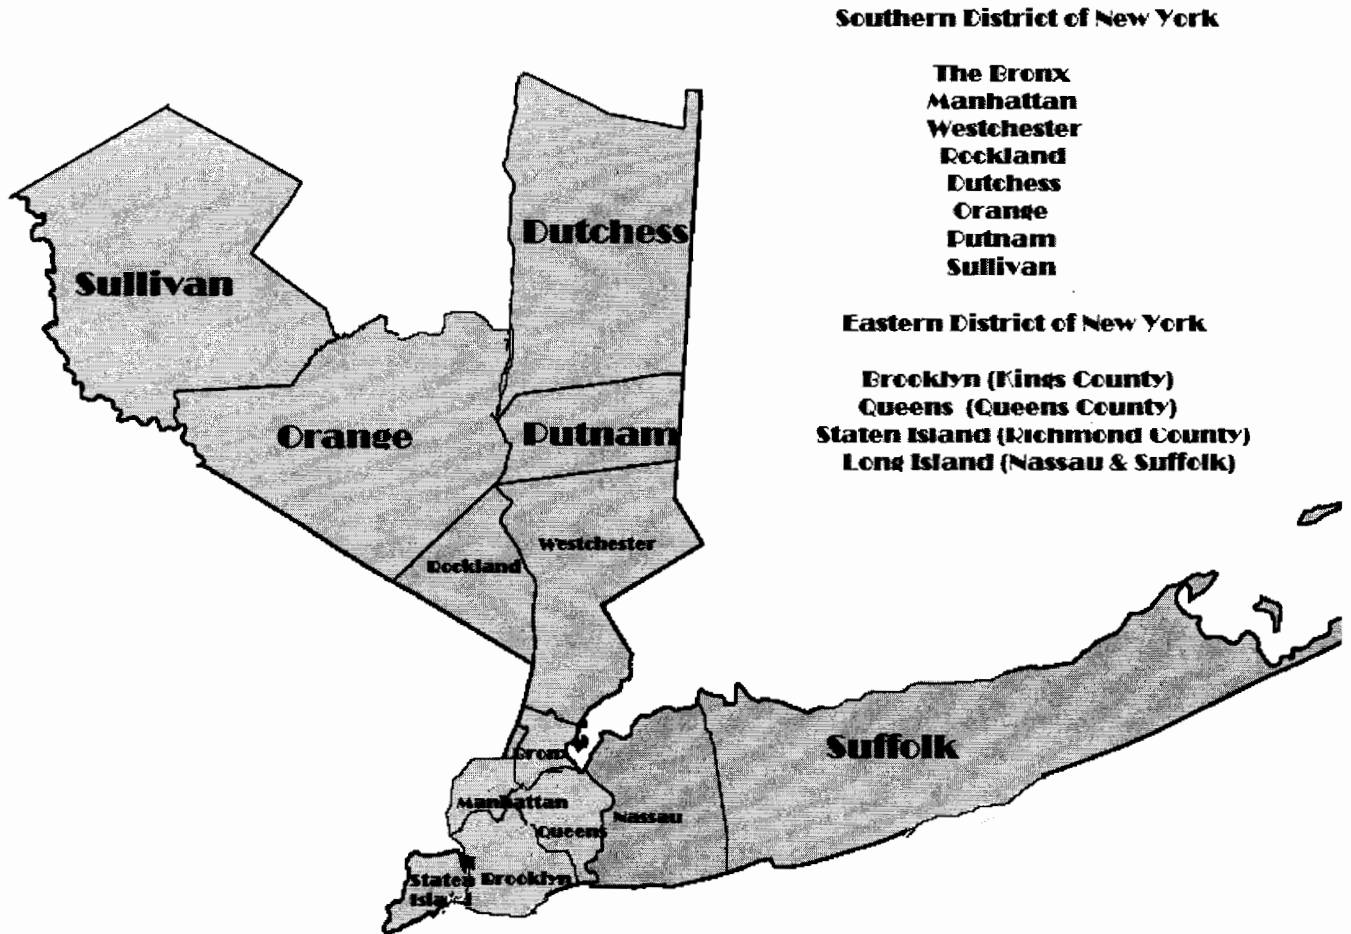 Southern District of New York
The Bronx
Manhattan
Westchester
Rockland
Dutchess
Orange
Putnam
Sullivan
Eastern District of New York
Brooklyn (Kings County)
Queens (Queens County)
Staten Island (Richmond County)
Long Island (Nassau & Suffolk)
Dutchess
Sullivan
Orange
Putnam
Westchester
Rockland
Suffolk
Bronx
Manhattan
Nassau
Queens
Staten
Island
Brooklyn